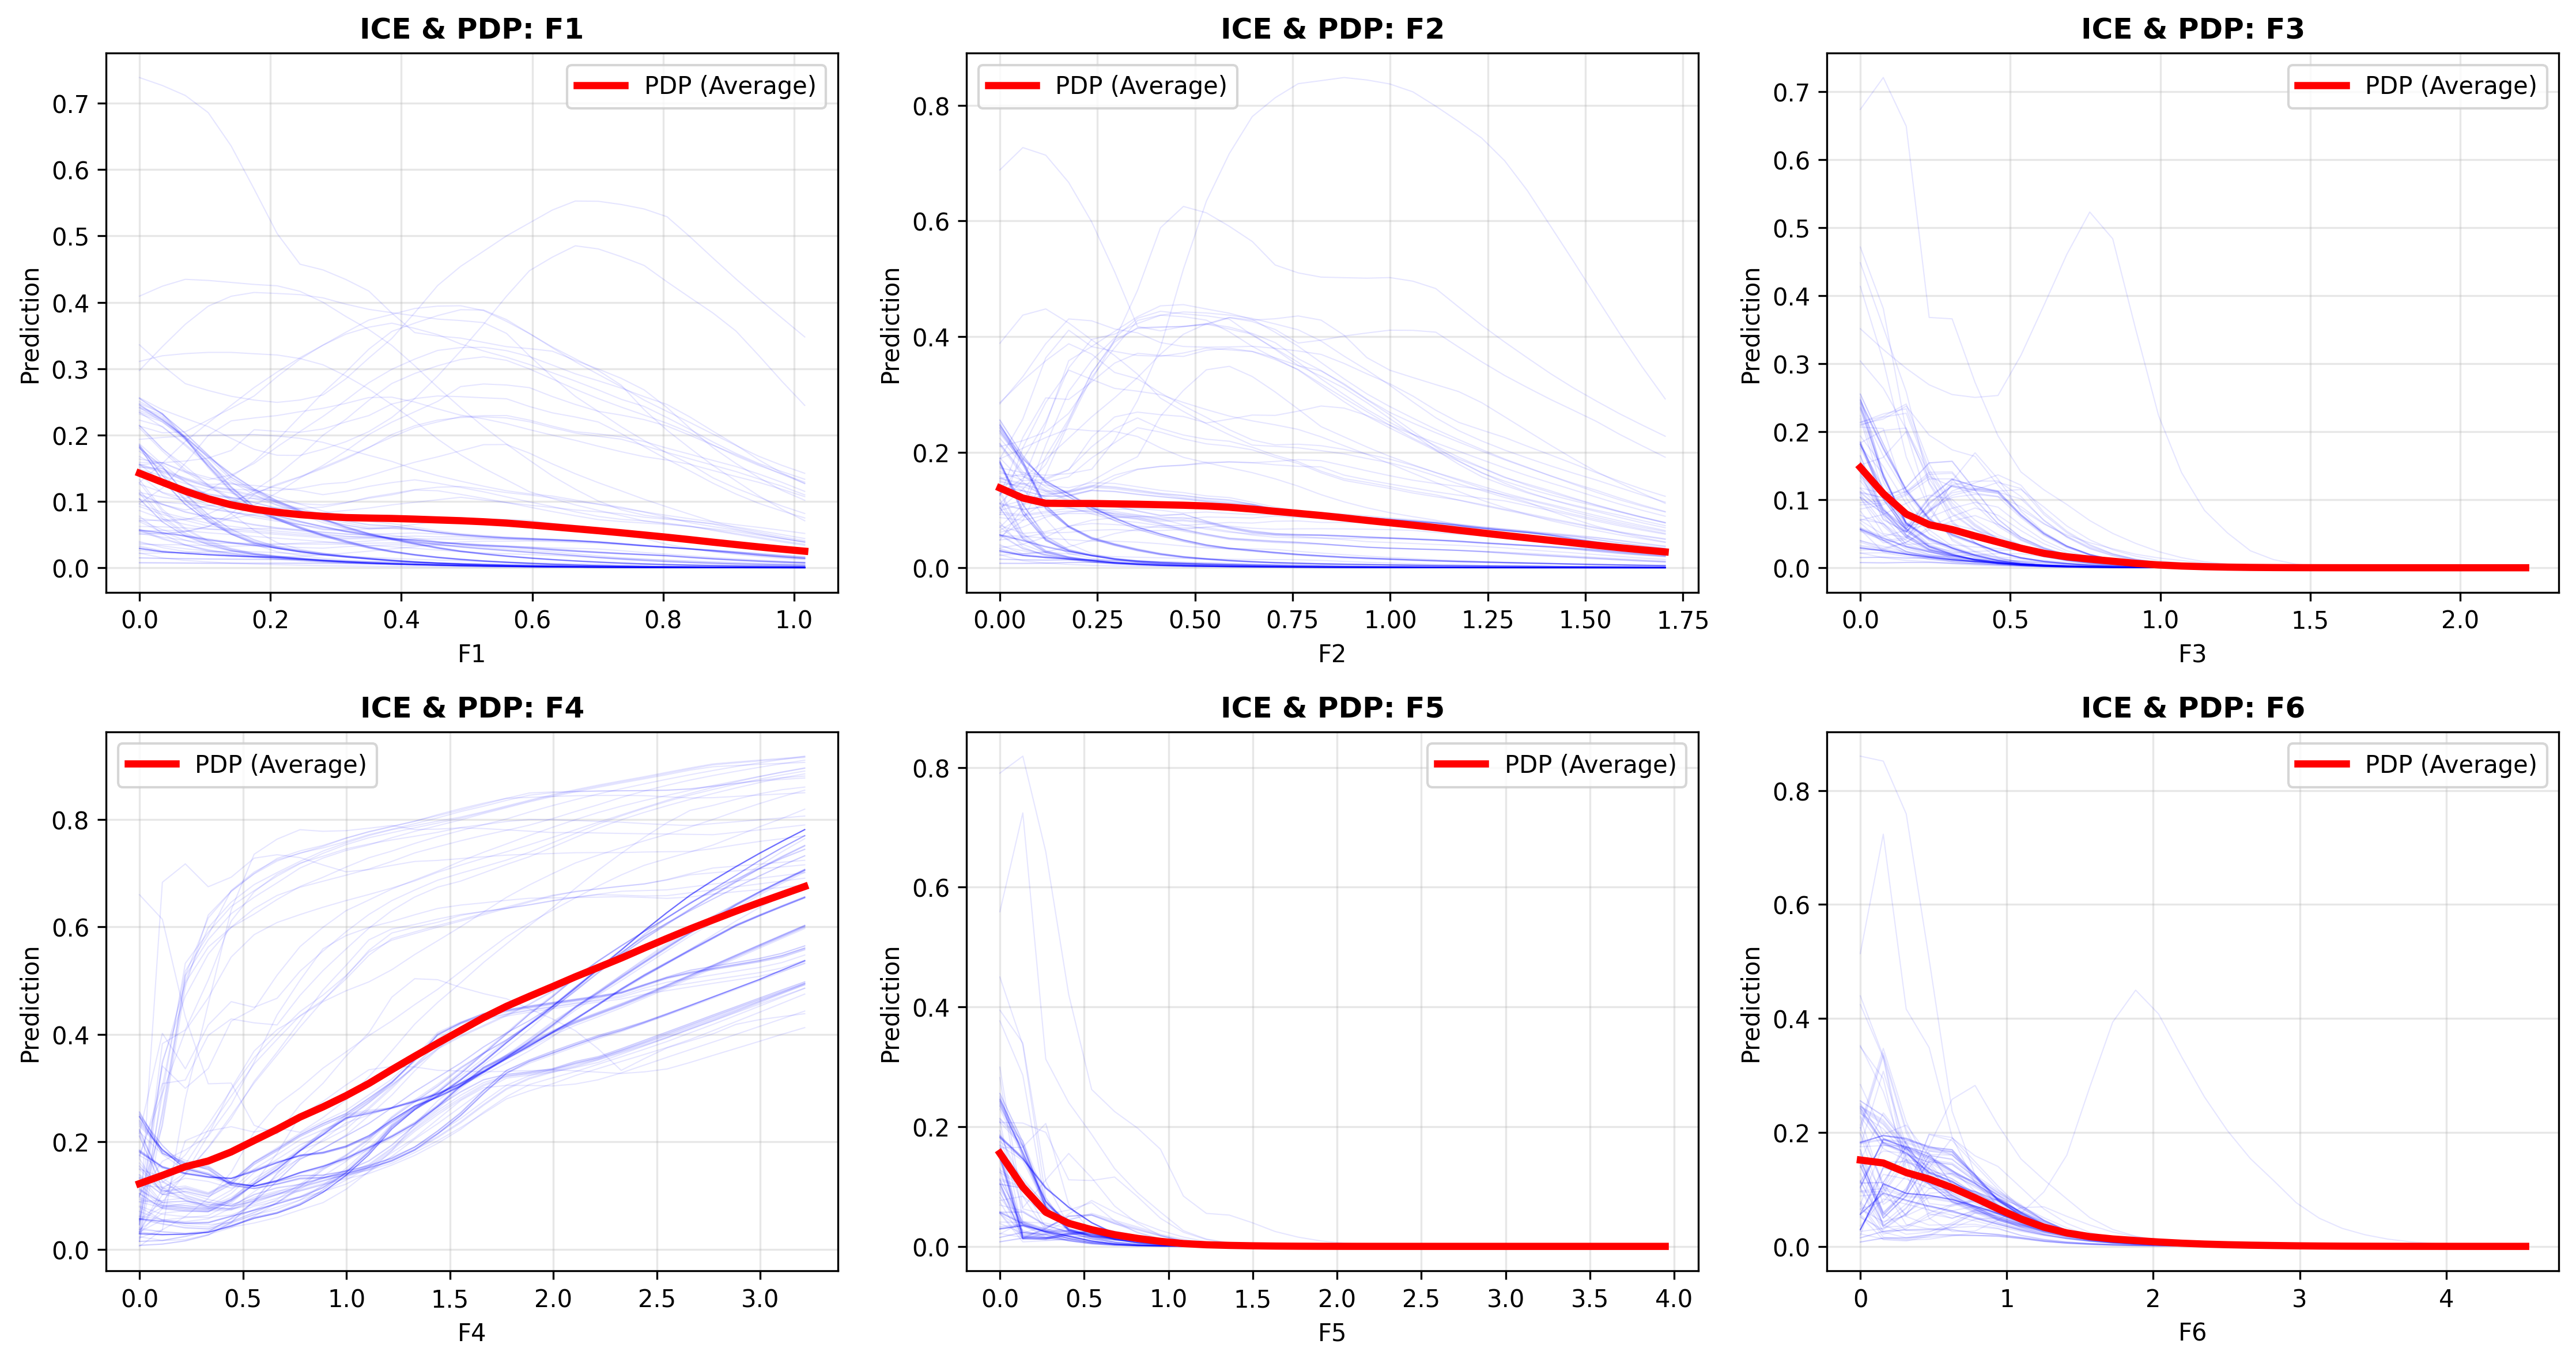 ICE & PDP: F1
PDP (Average)
Prediction
0.7
0.6
0.5
0.4
0.3
0.2
0.1
0.0
0.0 0.2 0.4 0.6 0.8 1.0
F1
ICE & PDP: F2
PDP (Average)
Prediction
0.8
0.6
0.4
0.2
0.0
0.00 0.25 0.50 0.75 1.00 1.25 1.50 1.75
F2
ICE & PDP: F3
PDP (Average)
Prediction
0.7
0.6
0.5
0.4
0.3
0.2
0.1
0.0
0.0 0.5 1.0 1.5 2.0
F3
ICE & PDP: F4
PDP (Average)
Prediction
0.8
0.6
0.4
0.2
0.0
0.0 0.5 1.0 1.5 2.0 2.5 3.0
F4
ICE & PDP: F5
PDP (Average)
Prediction
0.8
0.6
0.4
0.2
0.0
0.0 0.5 1.0 1.5 2.0 2.5 3.0 3.5 4.0
F5
ICE & PDP: F6
PDP (Average)
Prediction
0.8
0.6
0.4
0.2
0.0
0 1 2 3 4
F6